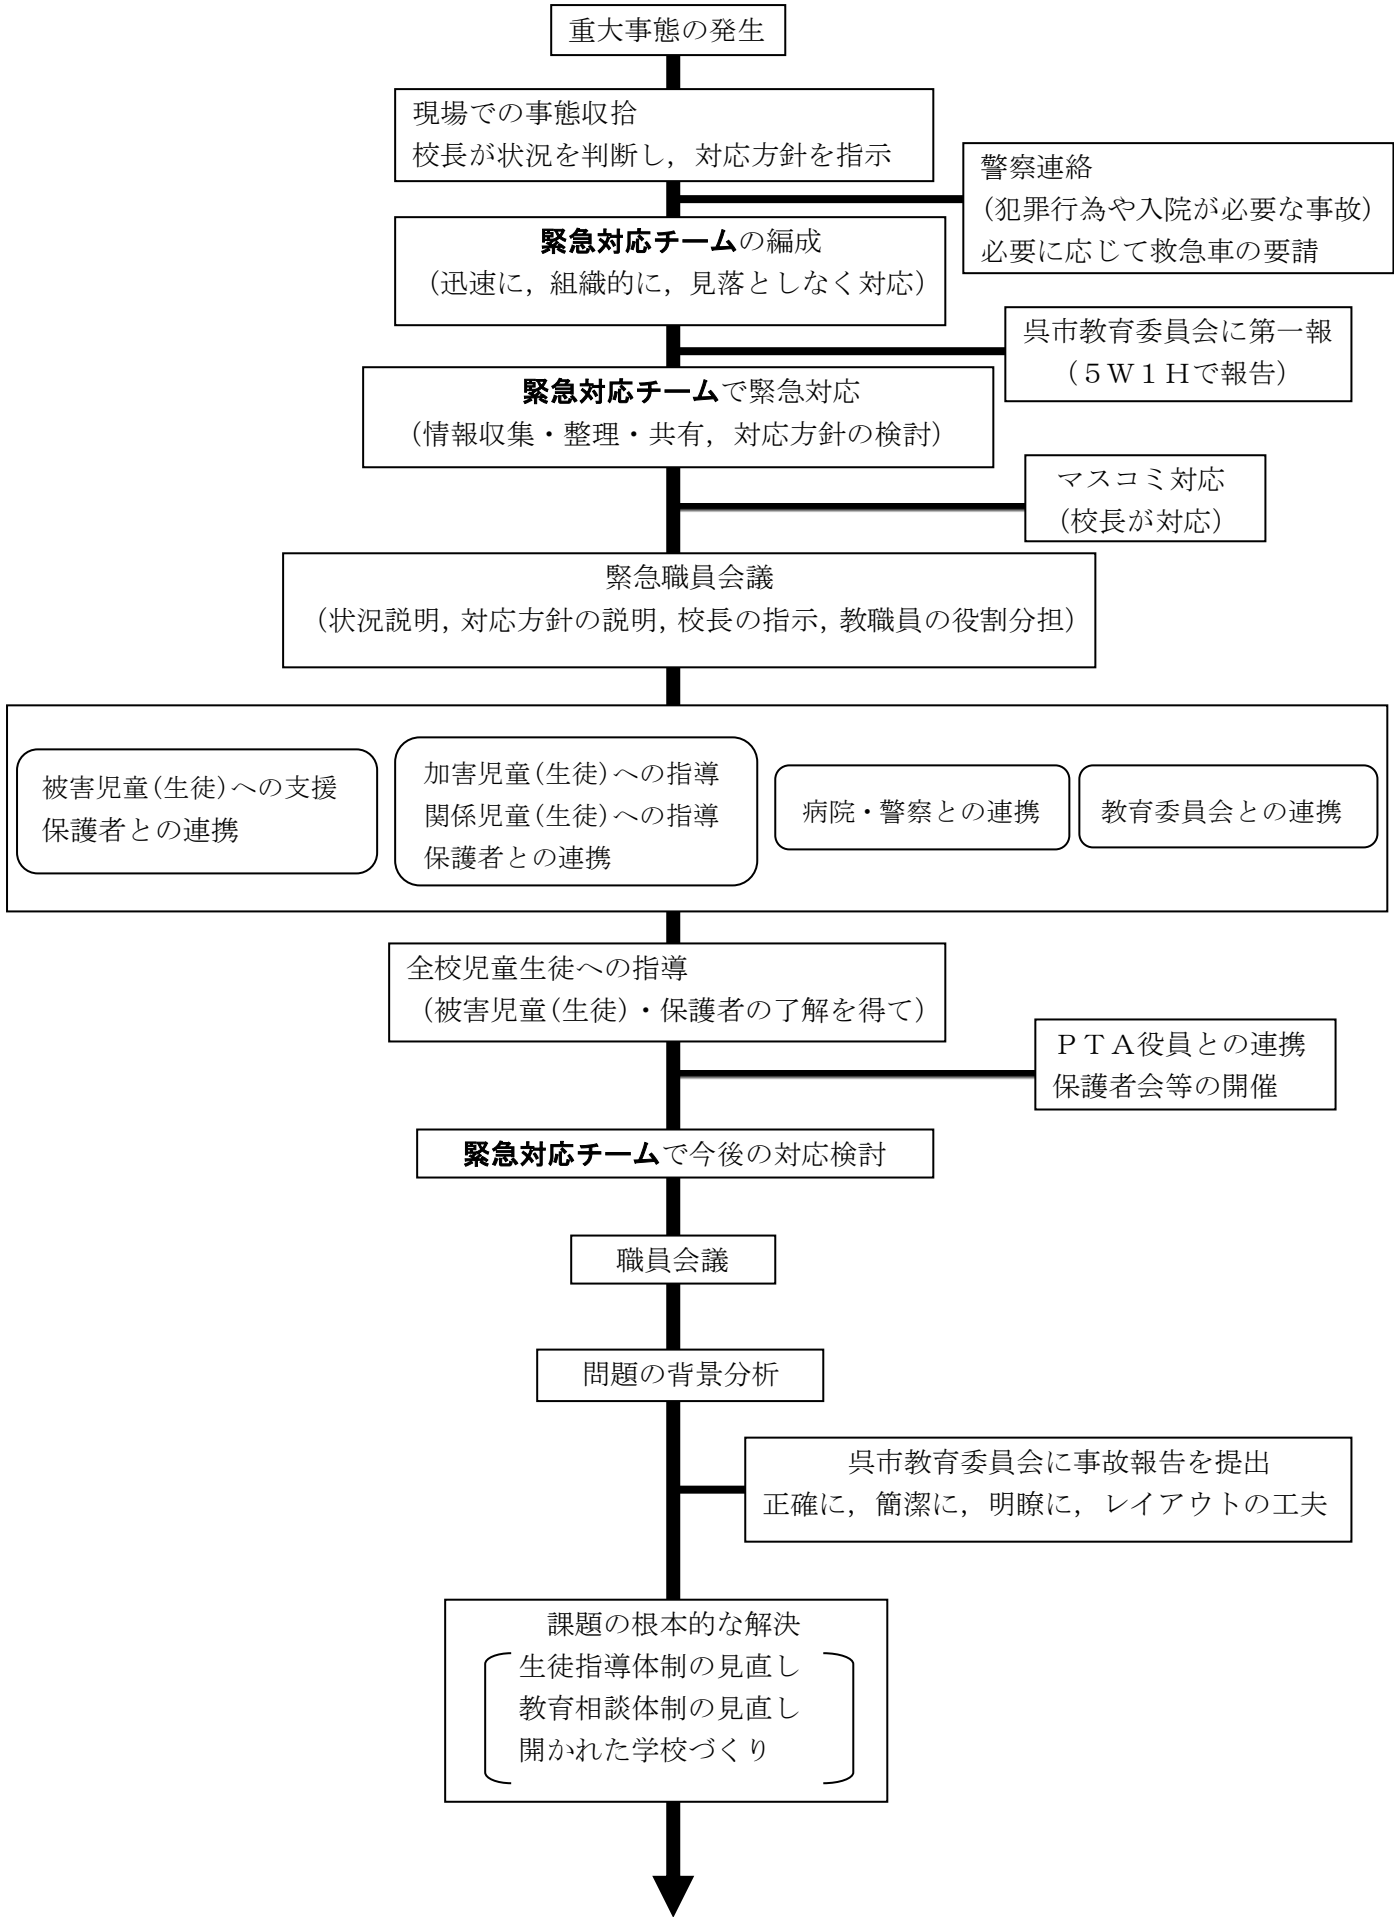 重大事態の発生
現場での事態収拾
校長が状況を判断し，対応方針を指示
警察連絡
(犯罪行為や入院が必要な事故)
必要に応じて救急車の要請
緊急対応チームの編成
（迅速に，組織的に，見落としなく対応）
呉市教育委員会に第一報
（５Ｗ１Ｈで報告）
緊急対応チームで緊急対応
（情報収集・整理・共有，対応方針の検討）
マスコミ対応
（校長が対応）
緊急職員会議
（状況説明，対応方針の説明，校長の指示，教職員の役割分担）
被害児童(生徒)への支援
保護者との連携
加害児童(生徒)への指導
関係児童(生徒)への指導
保護者との連携
病院・警察との連携
教育委員会との連携
全校児童生徒への指導
（被害児童(生徒)・保護者の了解を得て）
ＰＴＡ役員との連携
保護者会等の開催
緊急対応チームで今後の対応検討
職員会議
問題の背景分析
呉市教育委員会に事故報告を提出
正確に，簡潔に，明瞭に，レイアウトの工夫
課題の根本的な解決
生徒指導体制の見直し
教育相談体制の見直し
開かれた学校づくり